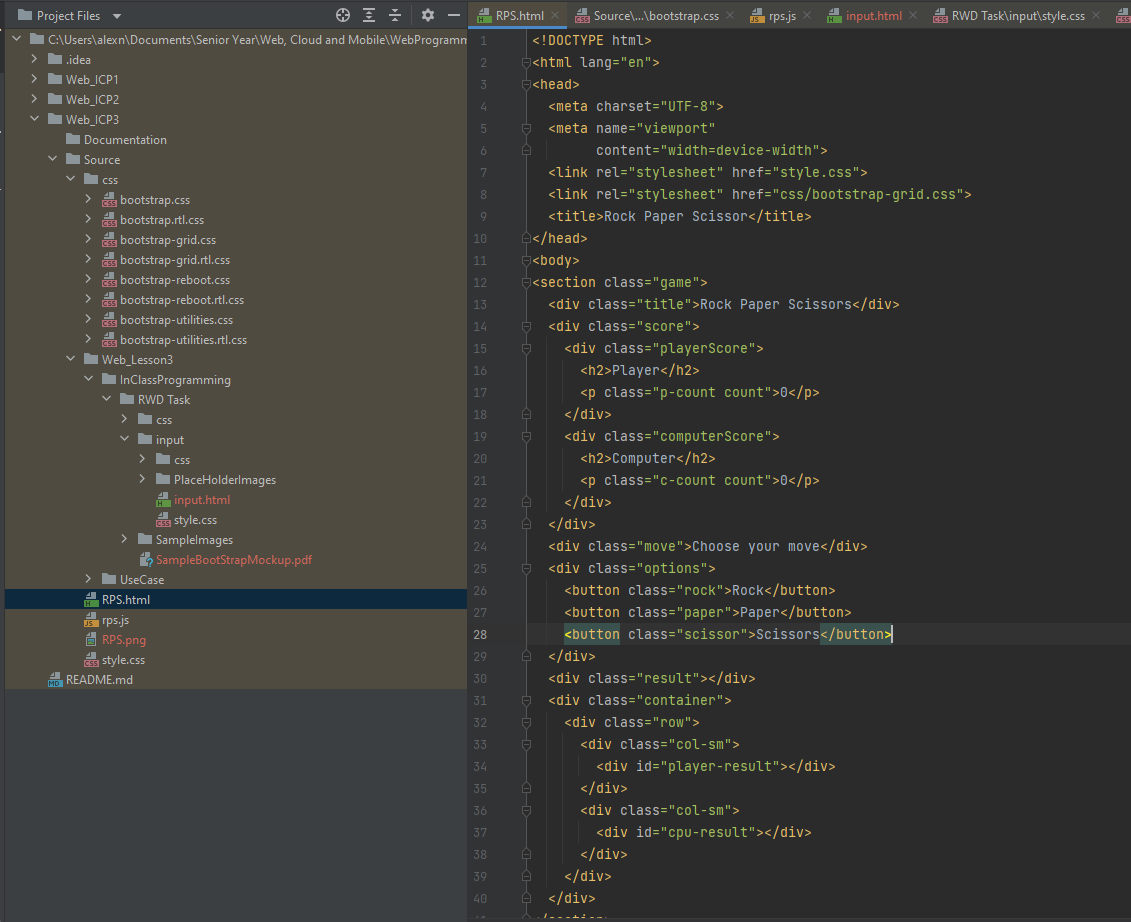 Project Files
C:\Users\alexn\Documents\Senior Year\Web, Cloud and Mobile\WebProgramm
.idea
Web_ICP1
Web_ICP2
Web_ICP3
Documentation
Source
css
bootstrap.css
bootstrap.rtl.css
bootstrap-grid.css
bootstrap-grid.rtl.css
bootstrap-reboot.css
bootstrap-reboot.rtl.css
bootstrap-utilities.css
bootstrap-utilities.rtl.css
Web_Lesson3
InClassProgramming
RWD Task
css
input
css
PlaceHolderImages
input.html
style.css
SampleImages
SampleBootStrapMockup.pdf
UseCase
RPS.html
rps.js
RPS.png
style.css
README.md
RPS.html Source\...\bootstrap.css rps.js input.html RWD Task\input\style.css
1 <!DOCTYPE html>
2 <html lang="en">
3 <head>
4 <meta charset="UTF-8">
5 <meta name="viewport"
6 content="width=device-width">
7 <link rel="stylesheet" href="style.css">
8 <link rel="stylesheet" href="css/bootstrap-grid.css">
9 <title>Rock Paper Scissor</title>
10 </head>
11 <body>
12 <section class="game">
13 <div class="title">Rock Paper Scissors</div>
14 <div class="score">
15 <div class="playerScore">
16 <h2>Player</h2>
17 <p class="p-count count">0</p>
18 </div>
19 <div class="computerScore">
20 <h2>Computer</h2>
21 <p class="c-count count">0</p>
22 </div>
23 </div>
24 <div class="move">Choose your move</div>
25 <div class="options">
26 <button class="rock">Rock</button>
27 <button class="paper">Paper</button>
28 <button class="scissor">Scissors</button>
29 </div>
30 <div class="result"></div>
31 <div class="container">
32 <div class="row">
33 <div class="col-sm">
34 <div id="player-result"></div>
35 </div>
36 <div class="col-sm">
37 <div id="cpu-result"></div>
38 </div>
39 </div>
40 </div>